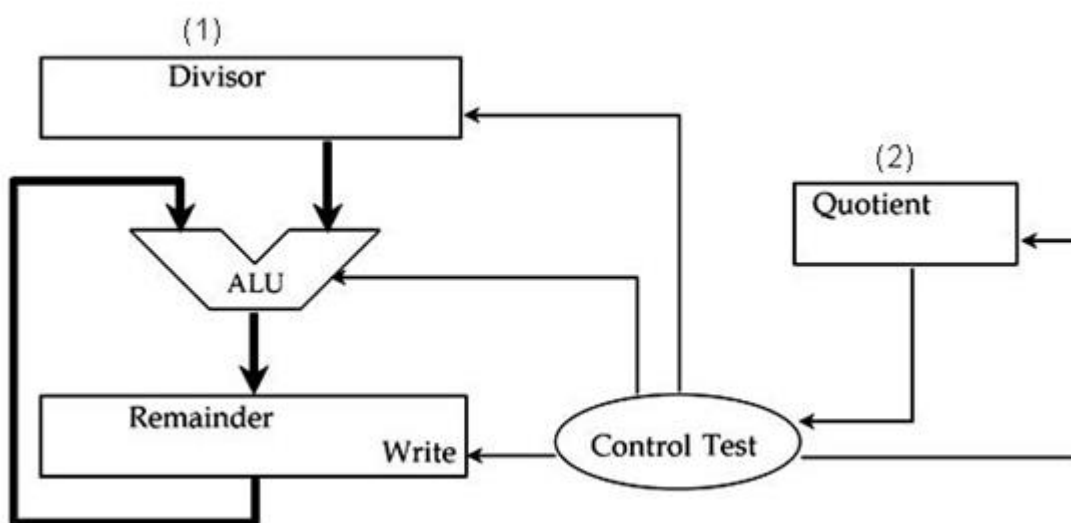 (1)
Divisor
(2)
Quotient
ALU
Remainder
Write
Control Test